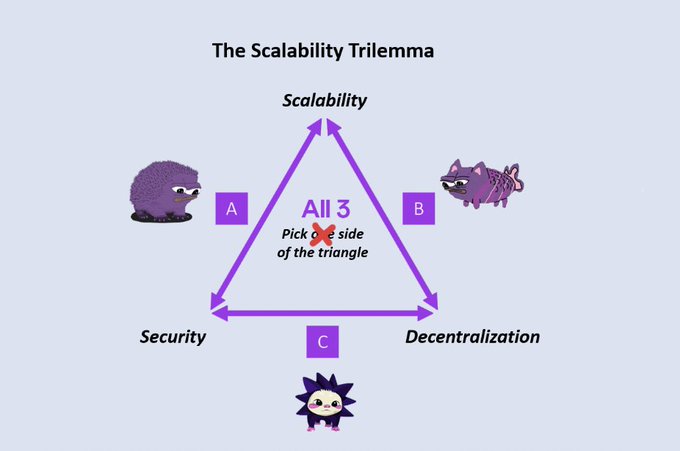 The Scalability Trilemma
Scalability
A
B
All 3
Pick one side
of the triangle
Security
Decentralization
C